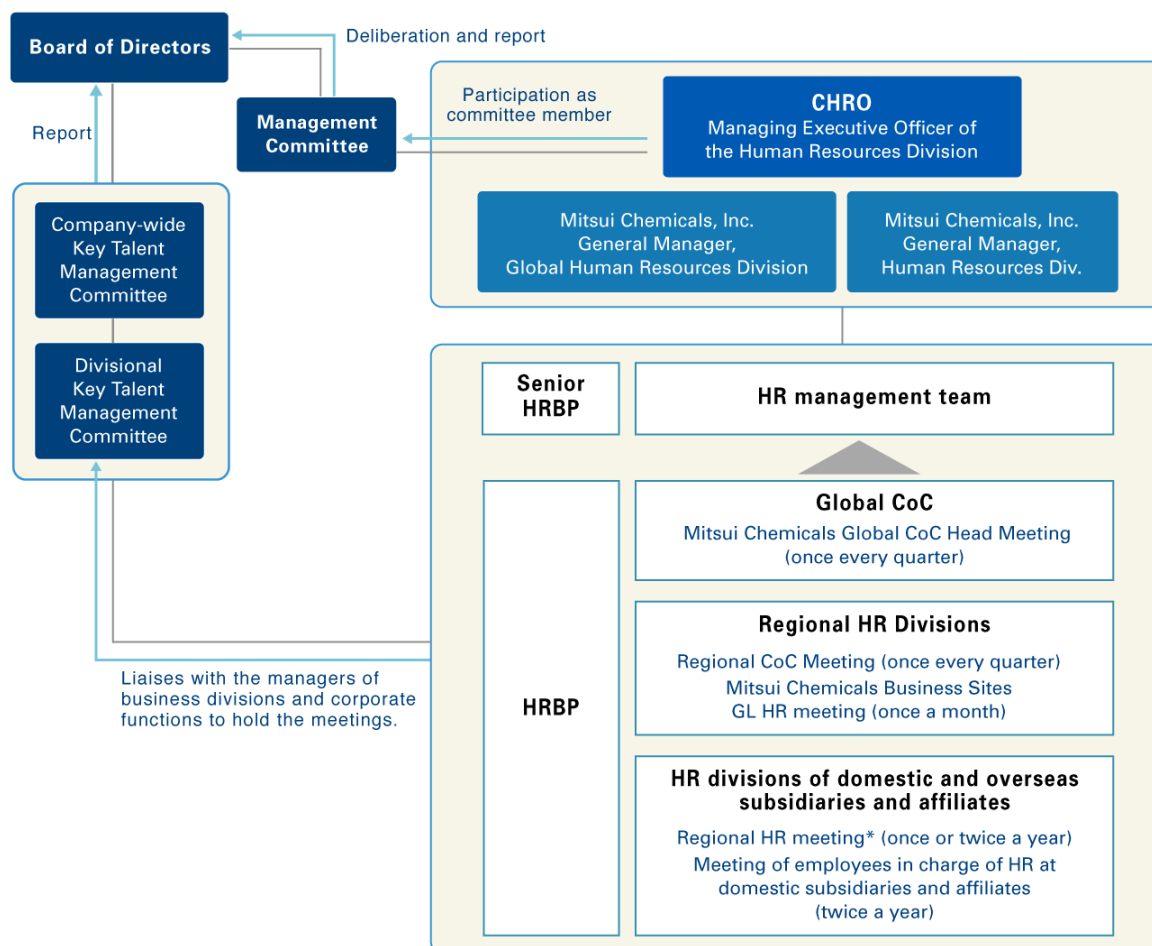 Board of Directors
Deliberation and report
Report
Management
Committee
Participation as
committee member
CHRO
Managing Executive Officer of
the Human Resources Division
Mitsui Chemicals, Inc.
General Manager,
Global Human Resources Division
Mitsui Chemicals, Inc.
General Manager,
Human Resources Div.
Company-wide
Key Talent
Management
Committee
Divisional
Key Talent
Management
Committee
Liaises with the managers of
business divisions and corporate
functions to hold the meetings.
Senior
HRBP
HR management team
HRBP
Global CoC
Mitsui Chemicals Global CoC Head Meeting
(once every quarter)
Regional HR Divisions
Regional CoC Meeting (once every quarter)
Mitsui Chemicals Business Sites
GL HR meeting (once a month)
HR divisions of domestic and overseas
subsidiaries and affiliates
Regional HR meeting* (once or twice a year)
Meeting of employees in charge of HR at
domestic subsidiaries and affiliates
(twice a year)